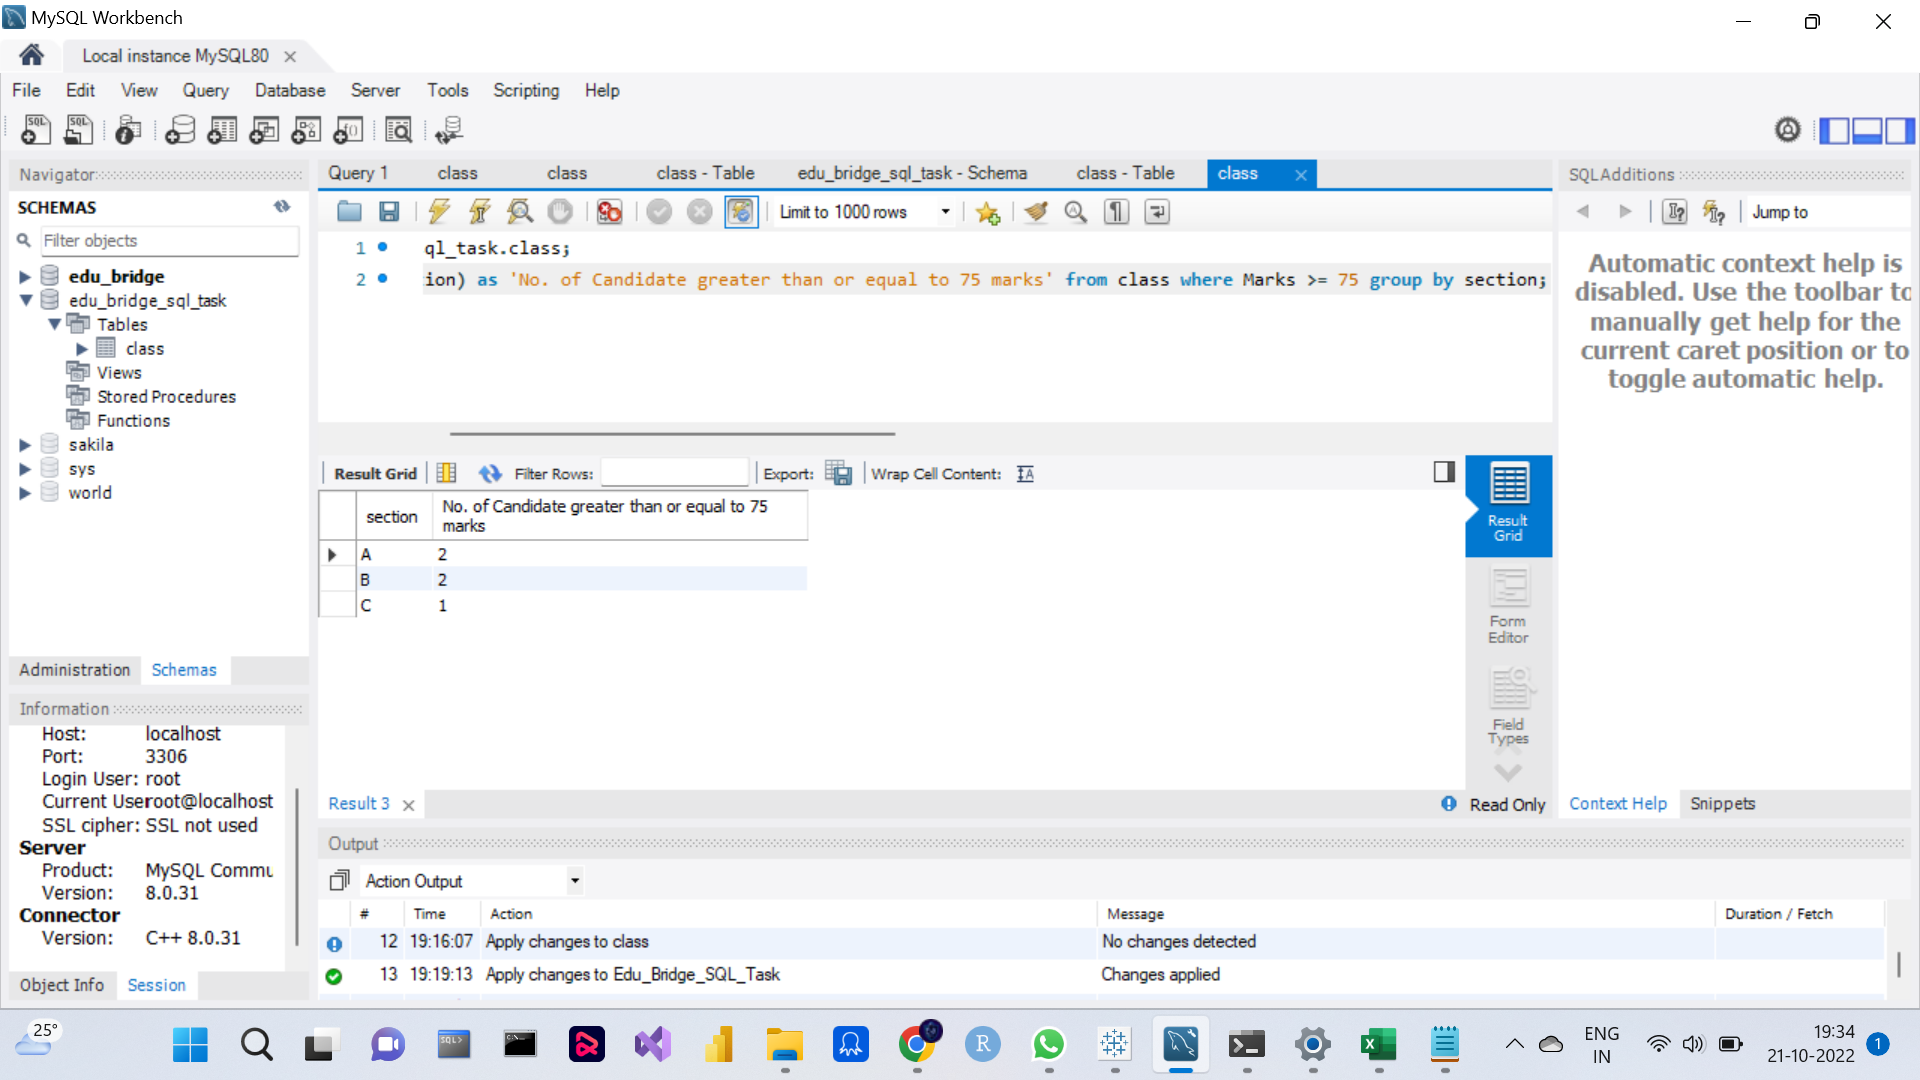 MySQL Workbench
Local instance MySQL80
File Edit View Query Database Server Tools Scripting Help
Navigator
SCHEMAS
Filter objects
edu_bridge
edu_bridge_sql_task
Tables
class
Views
Stored Procedures
Functions
sakila
sys
world
Administration Schemas
Information
Host: localhost
Port: 3306
Login User: root
Current User root@localhost
SSL cipher: SSL not used
Server
Product: MySQL Commu
Version: 8.0.31
Connector
Version: C++ 8.0.31
Object Info Session
Query 1 class class class - Table edu_bridge_sql_task - Schema class - Table class
Limit to 1000 rows
1 ql_task.class;
2 ion) as 'No. of Candidate greater than or equal to 75 marks' from class where Marks >= 75 group by section;
Result Grid Filter Rows: Export: Wrap Cell Content:
section No. of Candidate greater than or equal to 75 marks
A 2
B 2
C 1
Result Grid
Form Editor
Field Types
Result 3 Read Only
SQLAdditions
Jump to
Automatic context help is
disabled. Use the toolbar to
manually get help for the
current caret position or to
toggle automatic help.
Context Help Snippets
Output
Action Output
# Time Action Message Duration / Fetch
12 19:16:07 Apply changes to class No changes detected
13 19:19:13 Apply changes to Edu_Bridge_SQL_Task Changes applied
25°
SQL>
R
ENG
IN
19:34
21-10-2022
1